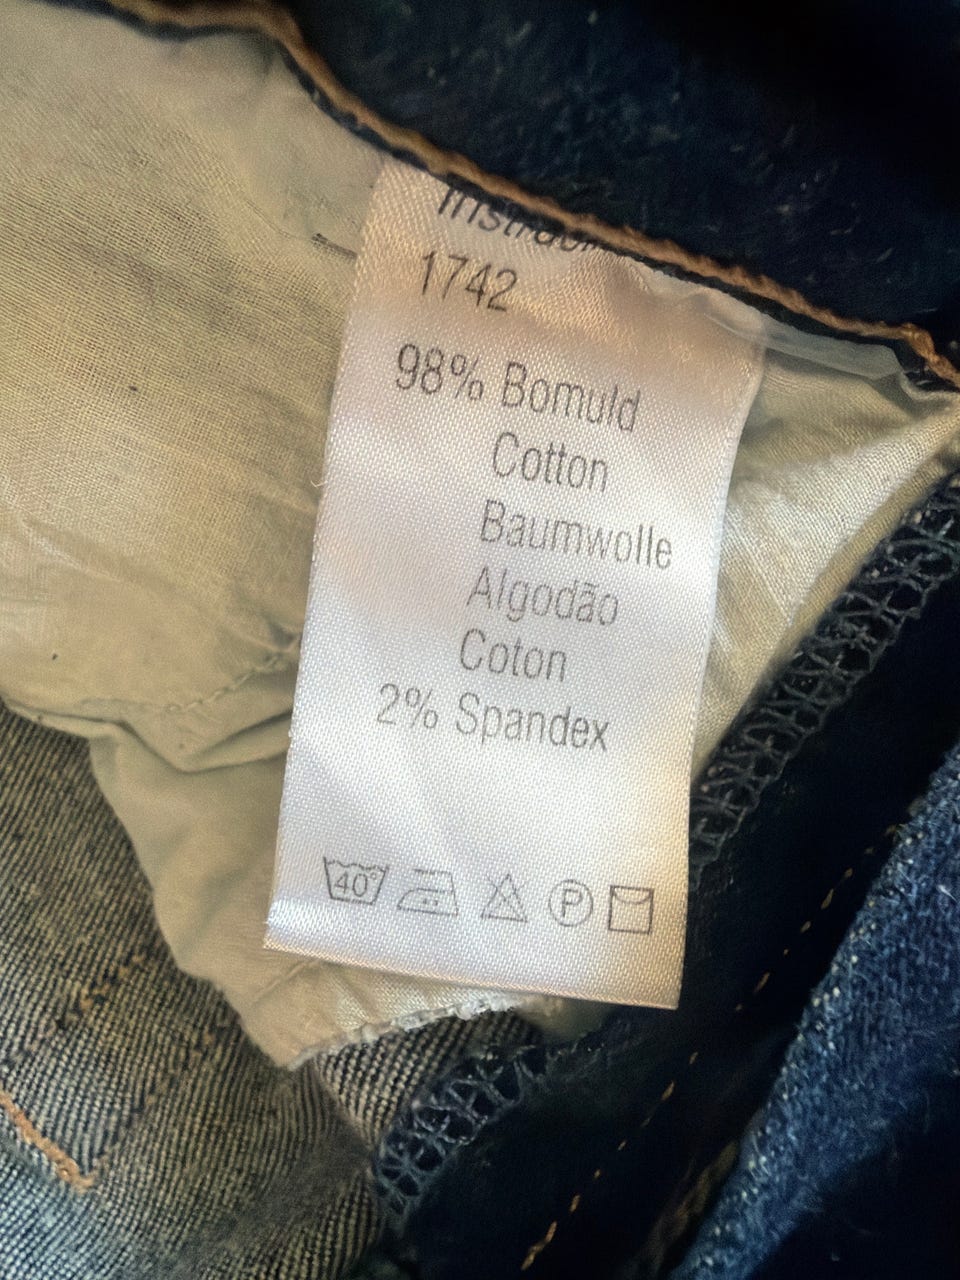 1742
98% Bomuld
Cotton
Baumwolle
Algodão
Coton
2% Spandex
40°
P